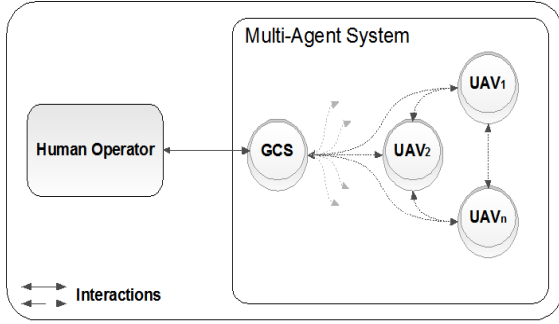 Multi-Agent System
UAV1
Human Operator
GCS
UAV2
UAVn
Interactions